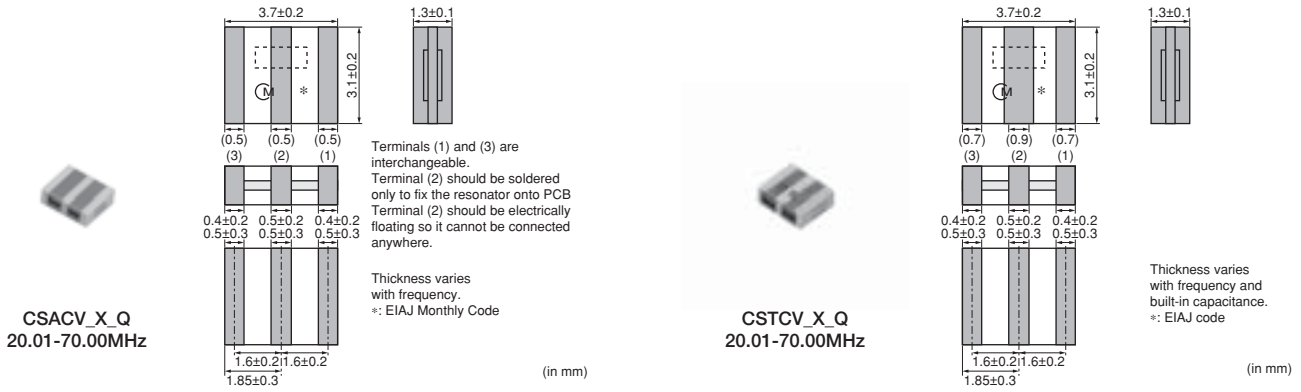 3.7±0.2
1.3±0.1
3.1±0.2
M
*
(0.5) (0.5) (0.5)
(3) (2) (1)
0.4±0.2 0.5±0.2 0.4±0.2
0.5±0.3 0.5±0.3 0.5±0.3
1.6±0.2 1.6±0.2
1.85±0.3
Terminals (1) and (3) are
interchangeable.
Terminal (2) should be soldered
only to fix the resonator onto PCB
Terminal (2) should be electrically
floating so it cannot be connected
anywhere.
Thickness varies
with frequency.
*: EIAJ Monthly Code
(in mm)
CSACV_X_Q
20.01-70.00MHz
3.7±0.2
1.3±0.1
3.1±0.2
M
*
(0.7) (0.9) (0.7)
(3) (2) (1)
0.4±0.2 0.5±0.2 0.4±0.2
0.5±0.3 0.5±0.3 0.5±0.3
1.6±0.2 1.6±0.2
1.85±0.3
Thickness varies
with frequency and
built-in capacitance.
*: EIAJ code
(in mm)
CSTCV_X_Q
20.01-70.00MHz